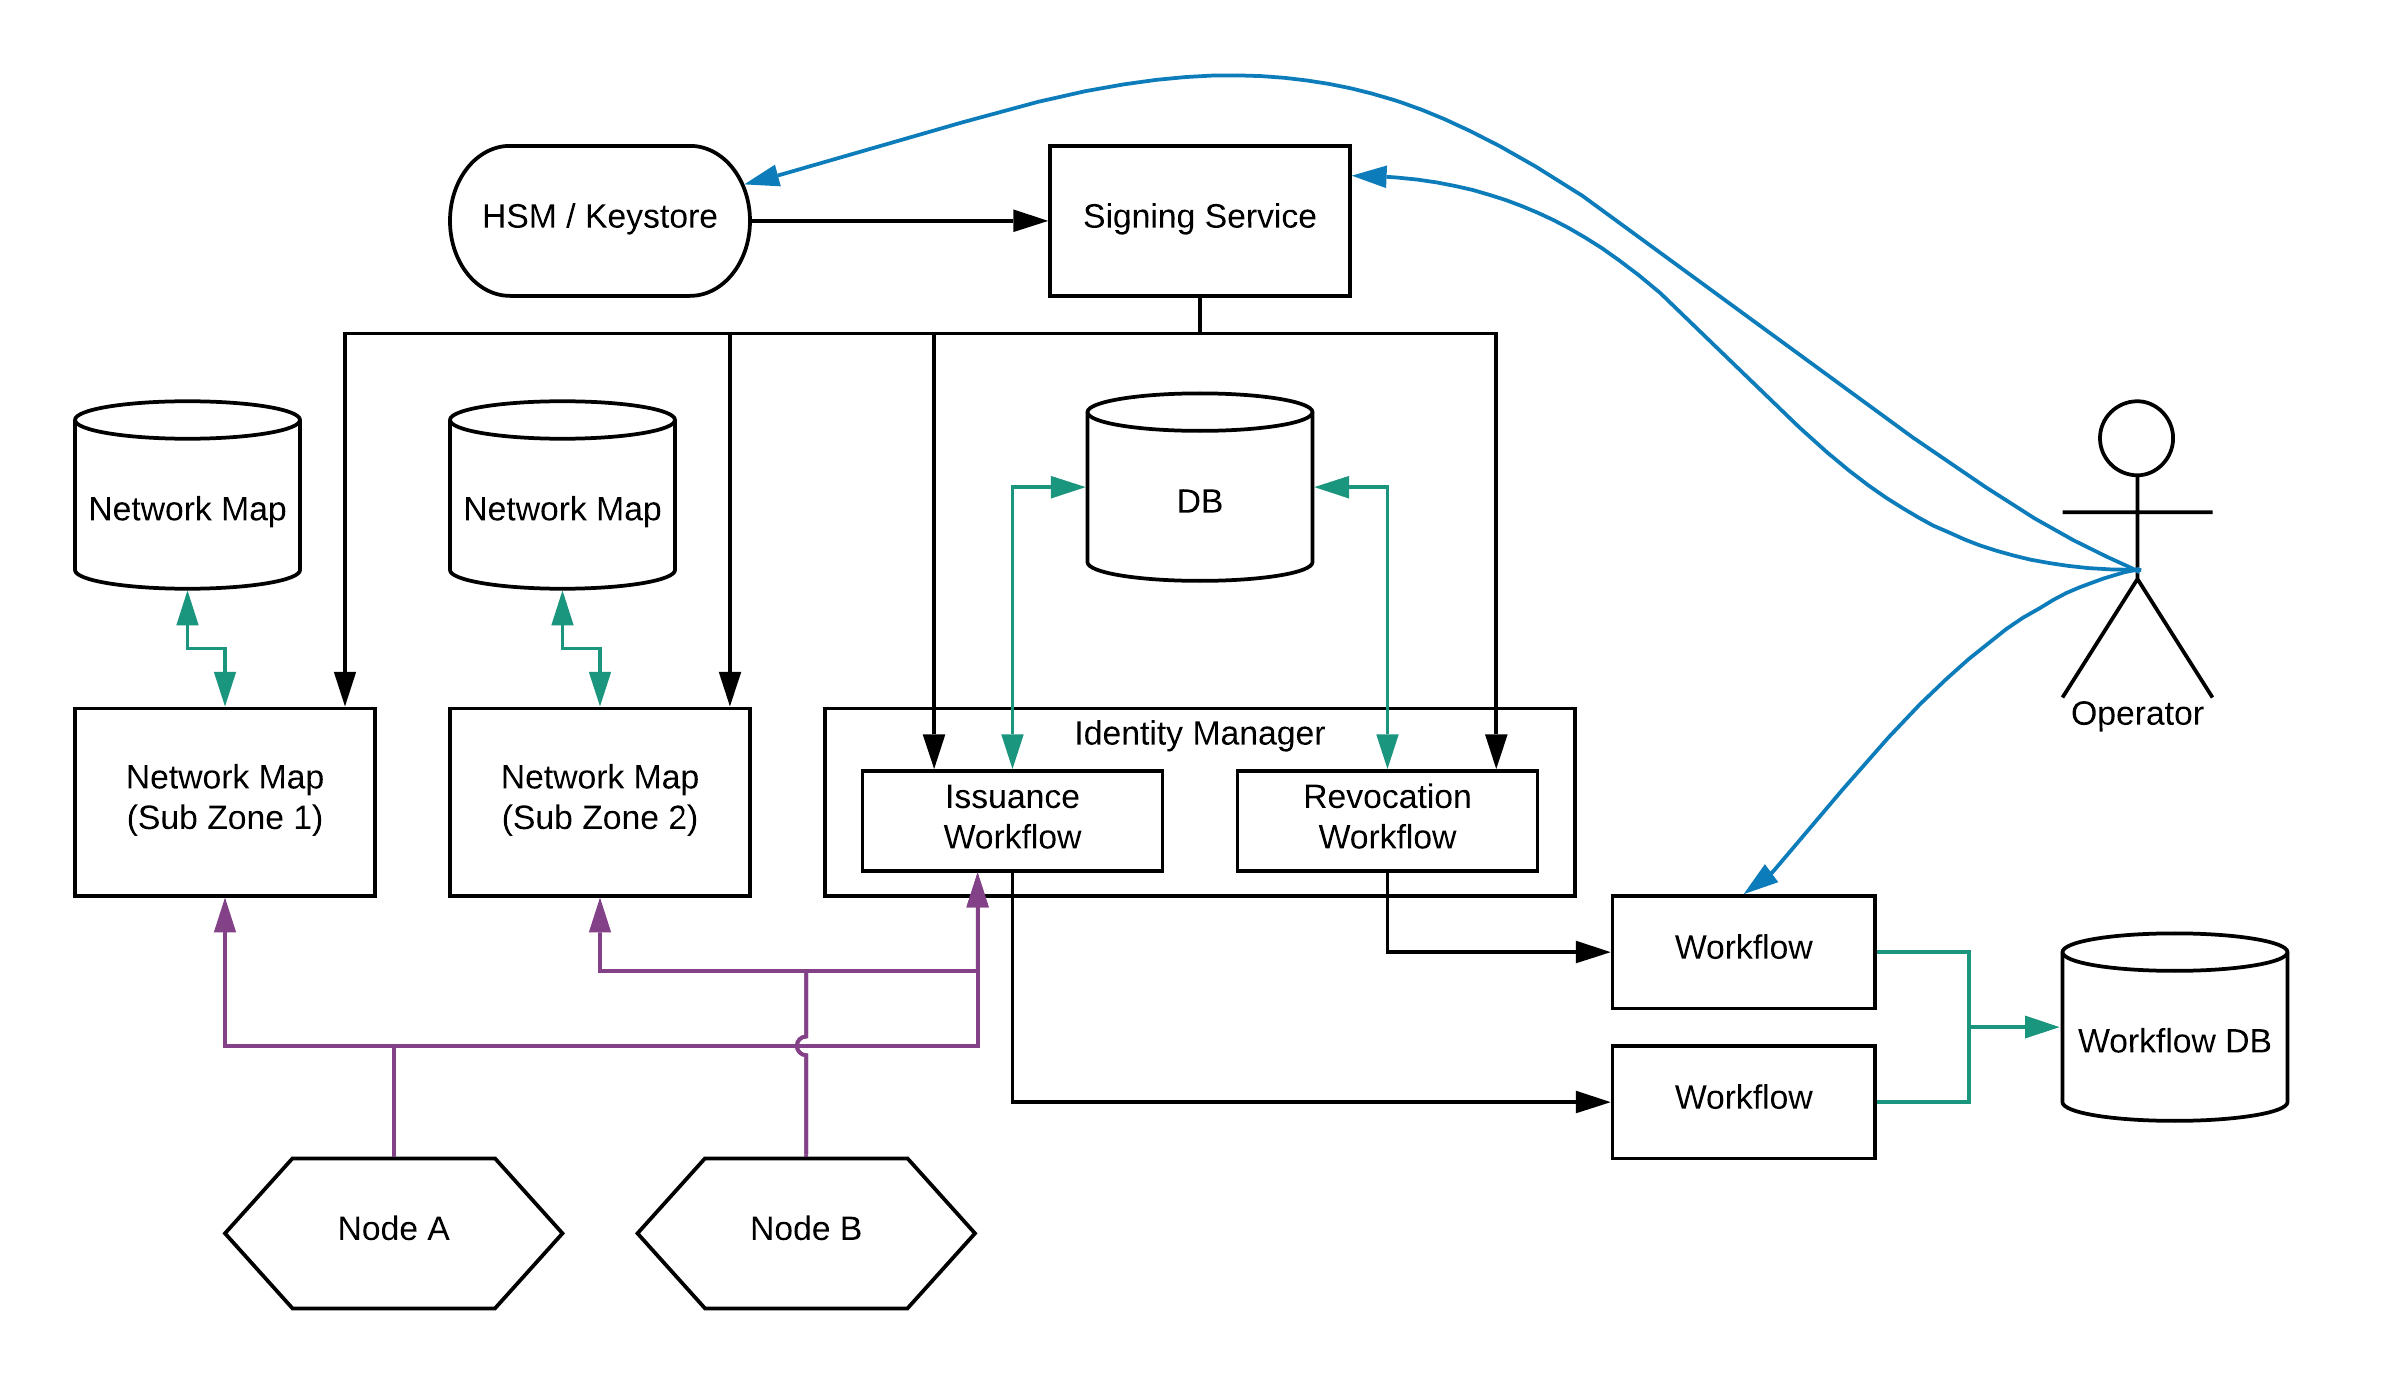 HSM / Keystore
Signing Service
Network Map
Network Map
DB
Operator
Identity Manager
Network Map
(Sub Zone 1)
Network Map
(Sub Zone 2)
Issuance
Workflow
Revocation
Workflow
Workflow
Workflow DB
Workflow
Node A
Node B